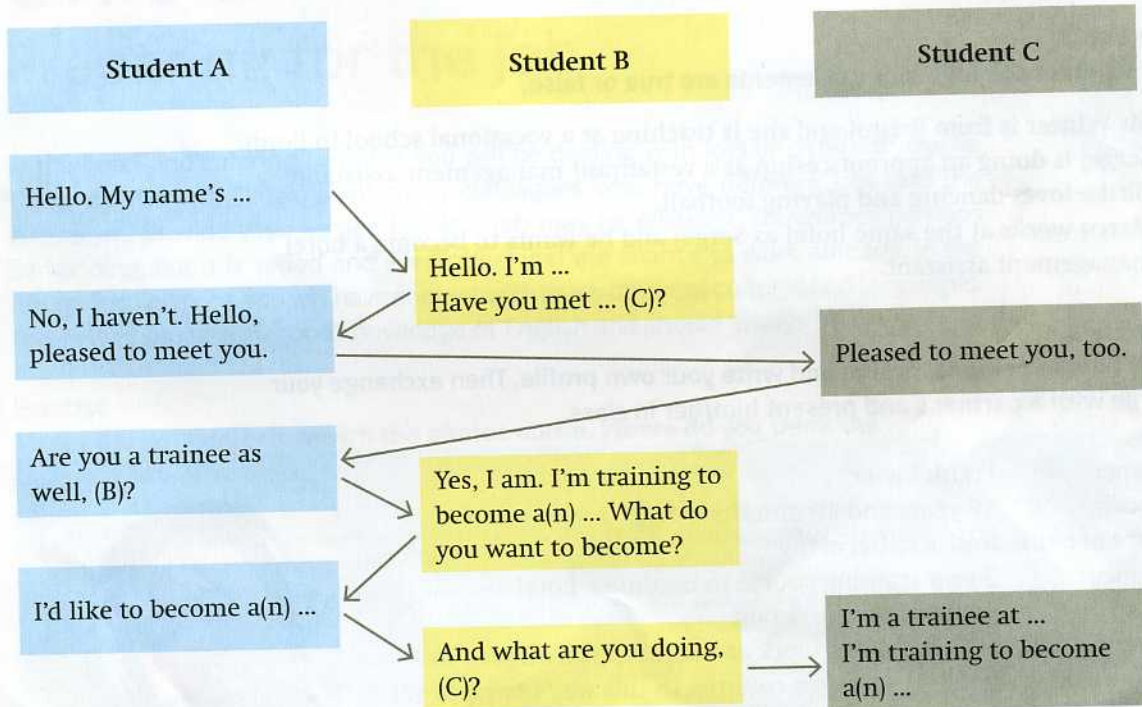 Student A
Student B
Student C
Hello. My name's ...
Hello. I'm ...
Have you met ... (C)?
No, I haven't. Hello,
pleased to meet you.
Pleased to meet you, too.
Are you a trainee as
well, (B)?
Yes, I am. I'm training to
become a(n) ... What do
you want to become?
I'd like to become a(n) ...
And what are you doing,
(C)?
I'm a trainee at ...
I'm training to become
a(n) ...